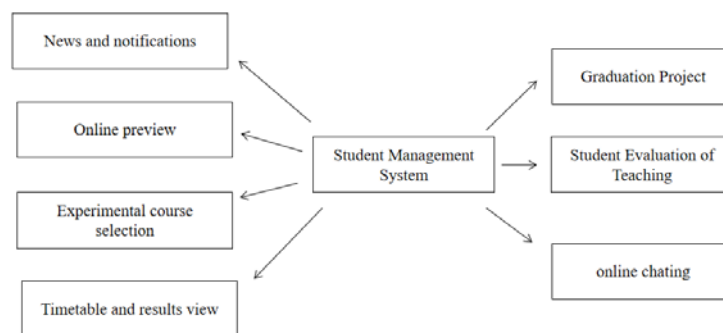 News and notifications
Online preview
Experimental course
selection
Timetable and results view
Student Management
System
Graduation Project
Student Evaluation of
Teaching
online chating